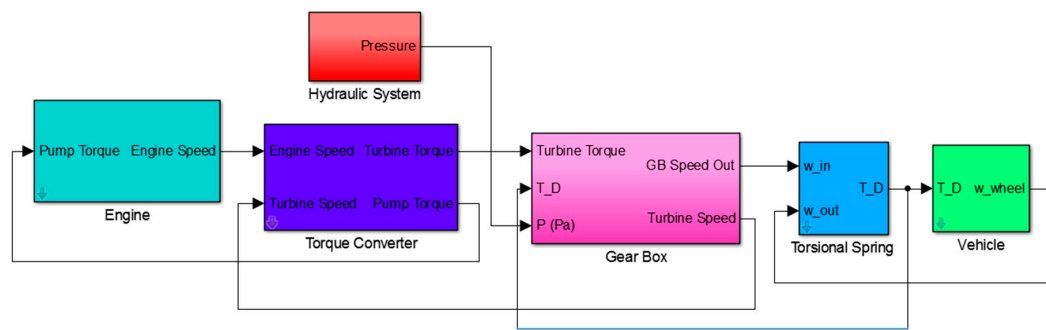 Pressure
Hydraulic System
Pump Torque Engine Speed
Engine
Engine Speed Turbine Torque
Turbine Speed Pump Torque
Torque Converter
Turbine Torque
GB Speed Out
T_D
Turbine Speed
P (Pa)
Gear Box
w_in
T_D
w_out
Torsional Spring
T_D w_wheel
Vehicle